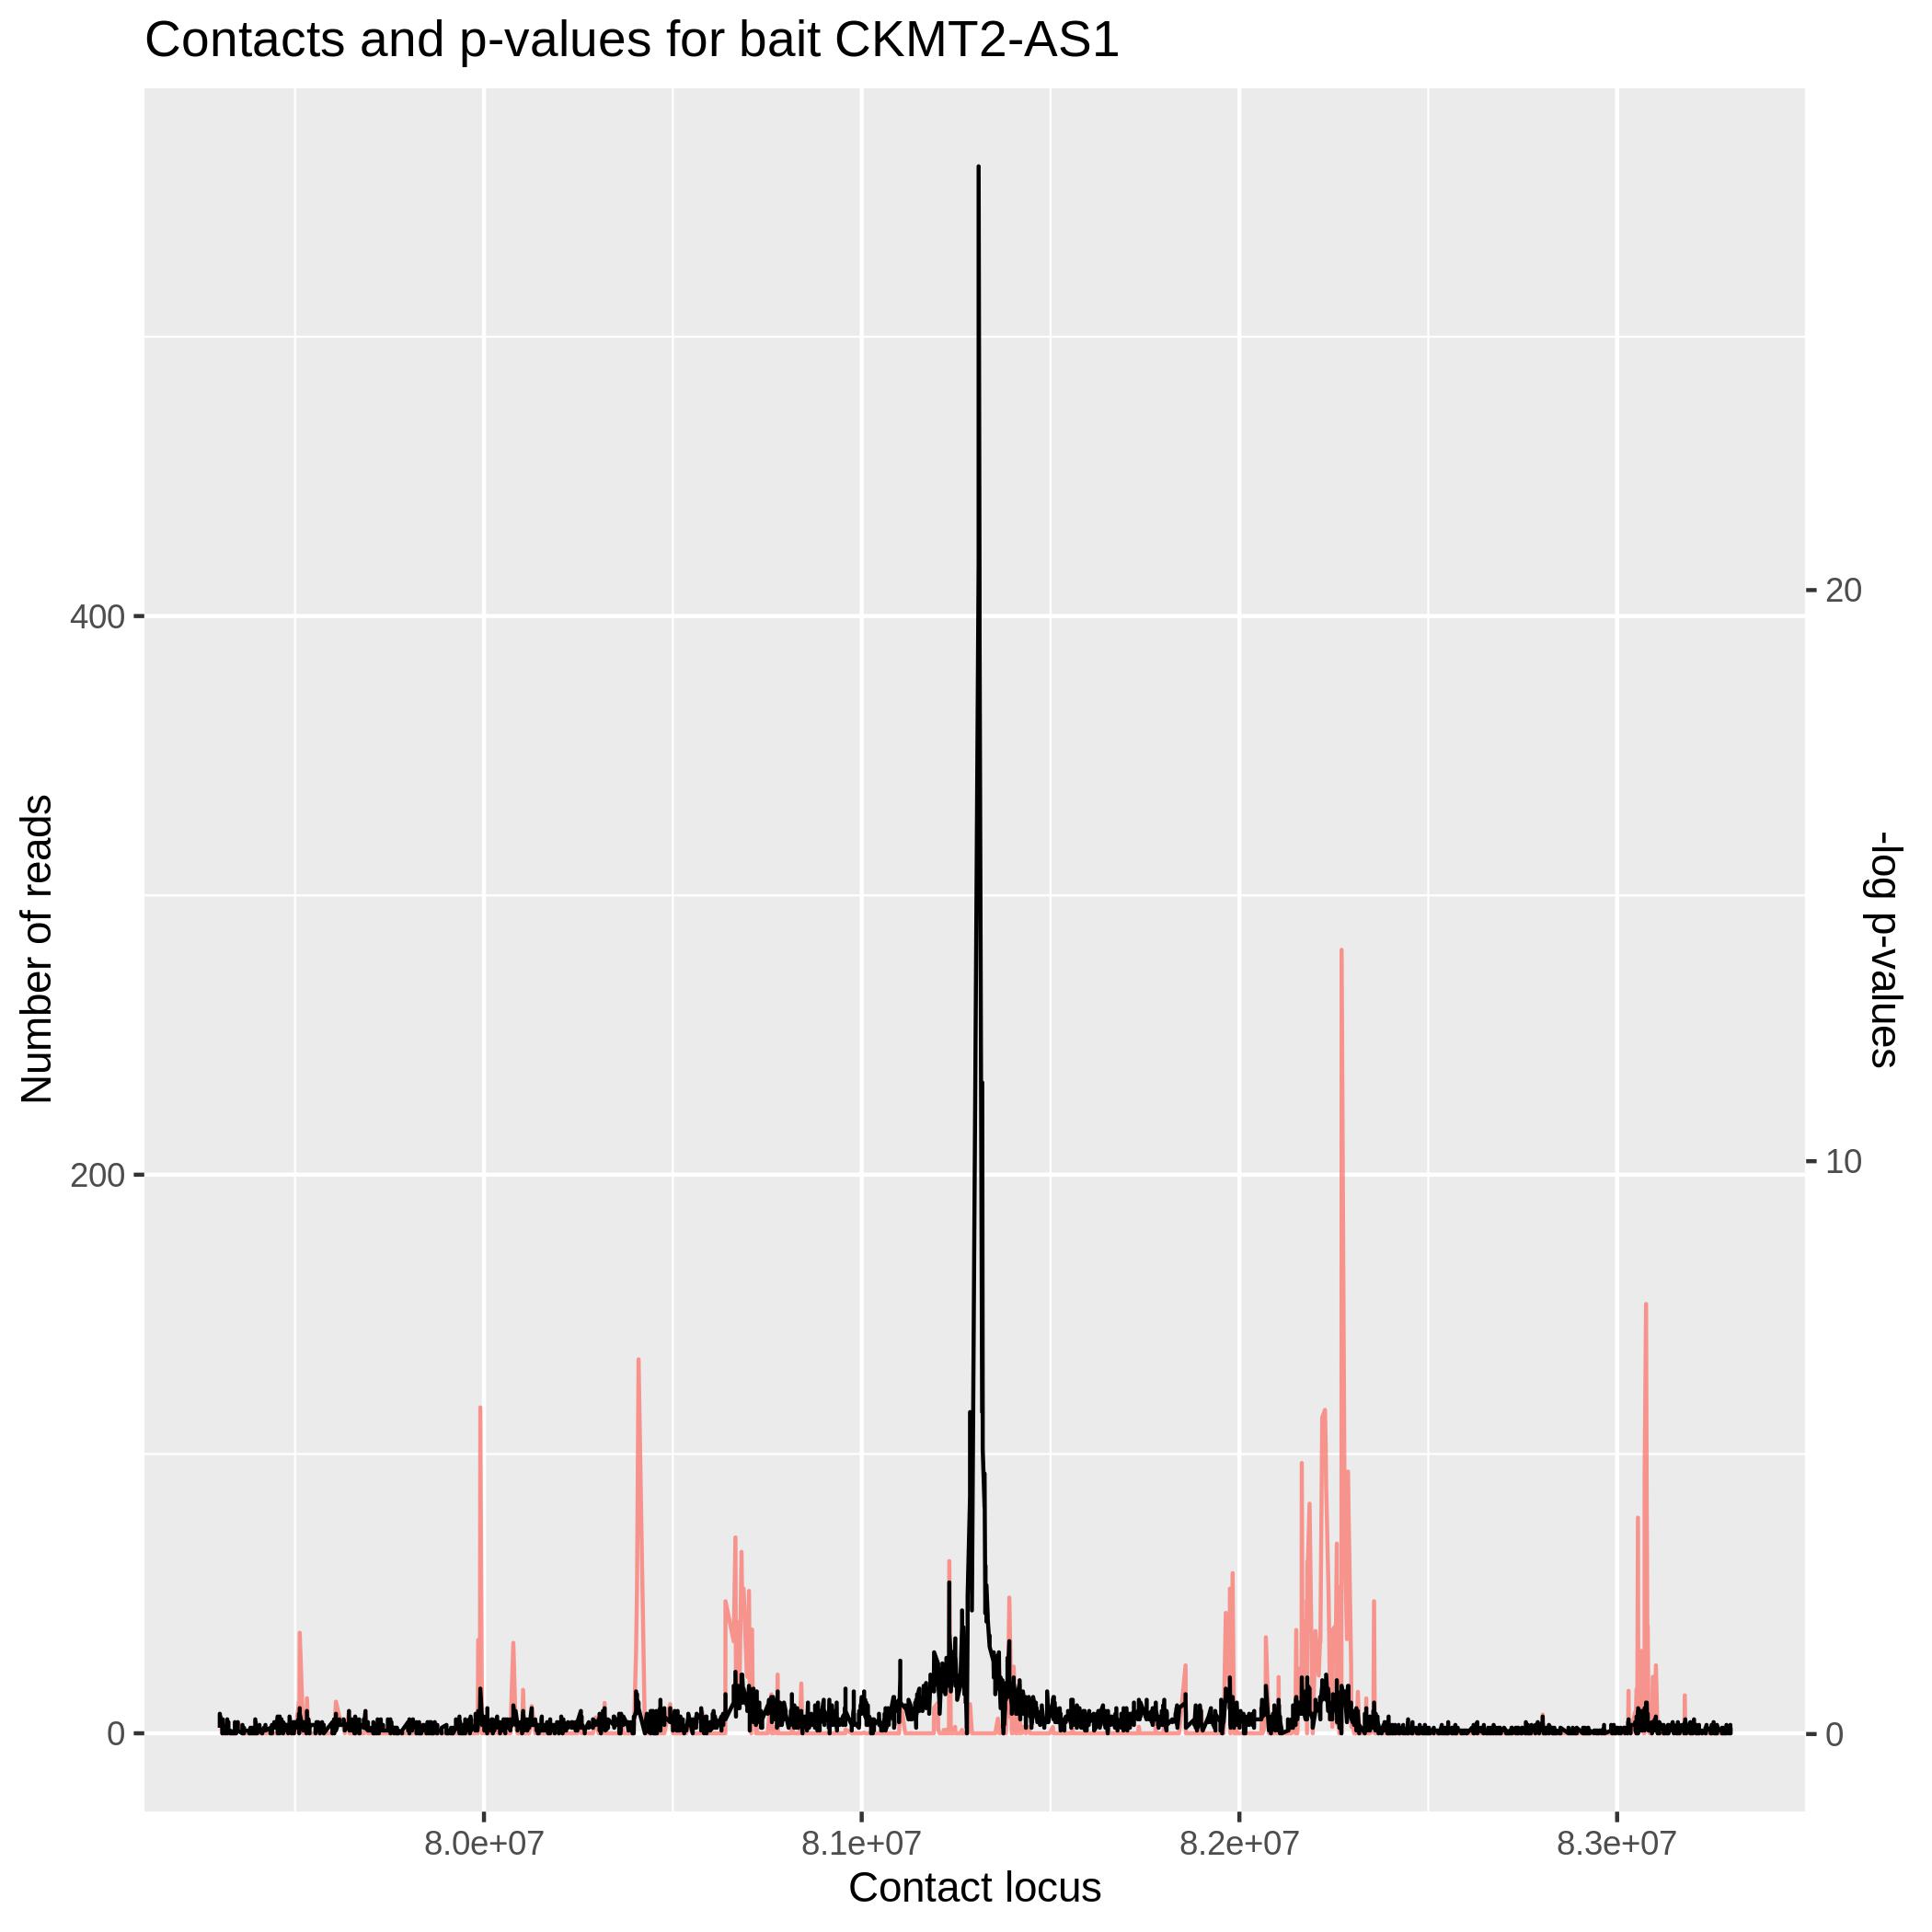 Contacts and p-values for bait CKMT2-AS1
Number of reads
400
200
0
20
10
0
-log p-values
8.0e+07
8.1e+07
8.2e+07
8.3e+07
Contact locus